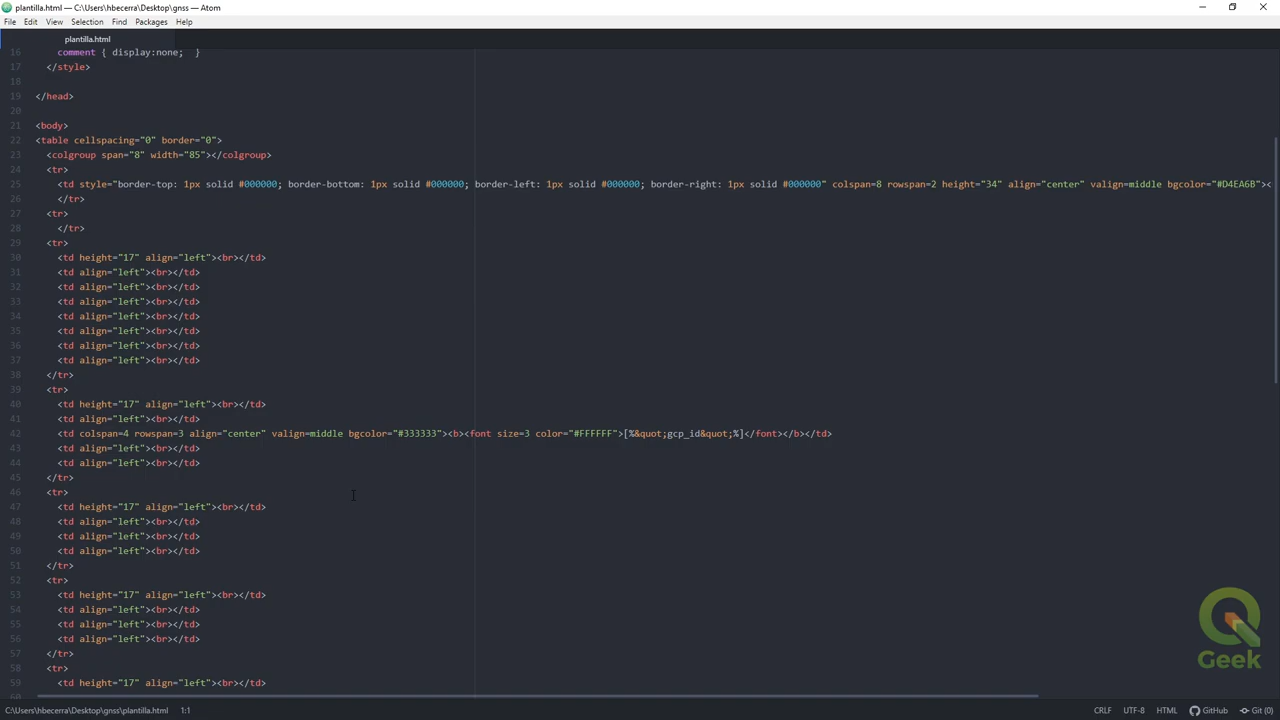 plantilla.html — C:\Users\hbecerra\Desktop\gnss — Atom
File Edit View Selection Find Packages Help
plantilla.html
16 comment { display:none; }
17 </style>
18
19 </head>
20
21 <body>
22 <table cellspacing="0" border="0">
23 <colgroup span="8" width="85"></colgroup>
24 <tr>
25 <td style="border-top: 1px solid #000000; border-bottom: 1px solid #000000; border-left: 1px solid #000000; border-right: 1px solid #000000" colspan=8 rowspan=2 height="34" align="center" valign=middle bgcolor="#D4EA6B"><
26 </tr>
27 <tr>
28 </tr>
29 <tr>
30 <td height="17" align="left"><br></td>
31 <td align="left"><br></td>
32 <td align="left"><br></td>
33 <td align="left"><br></td>
34 <td align="left"><br></td>
35 <td align="left"><br></td>
36 <td align="left"><br></td>
37 <td align="left"><br></td>
38 </tr>
39 <tr>
40 <td height="17" align="left"><br></td>
41 <td align="left"><br></td>
42 <td colspan=4 rowspan=3 align="center" valign=middle bgcolor="#333333"><b><font size=3 color="#FFFFFF">[%&quot;gcp_id&quot;%]</font></b></td>
43 <td align="left"><br></td>
44 <td align="left"><br></td>
45 </tr>
46 <tr>
47 <td height="17" align="left"><br></td>
48 <td align="left"><br></td>
49 <td align="left"><br></td>
50 <td align="left"><br></td>
51 </tr>
52 <tr>
53 <td height="17" align="left"><br></td>
54 <td align="left"><br></td>
55 <td align="left"><br></td>
56 <td align="left"><br></td>
57 </tr>
58 <tr>
59 <td height="17" align="left"><br></td>
60
Geek
C:\Users\hbecerra\Desktop\gnss\plantilla.html 1:1 CRLF UTF-8 HTML GitHub Git (0)